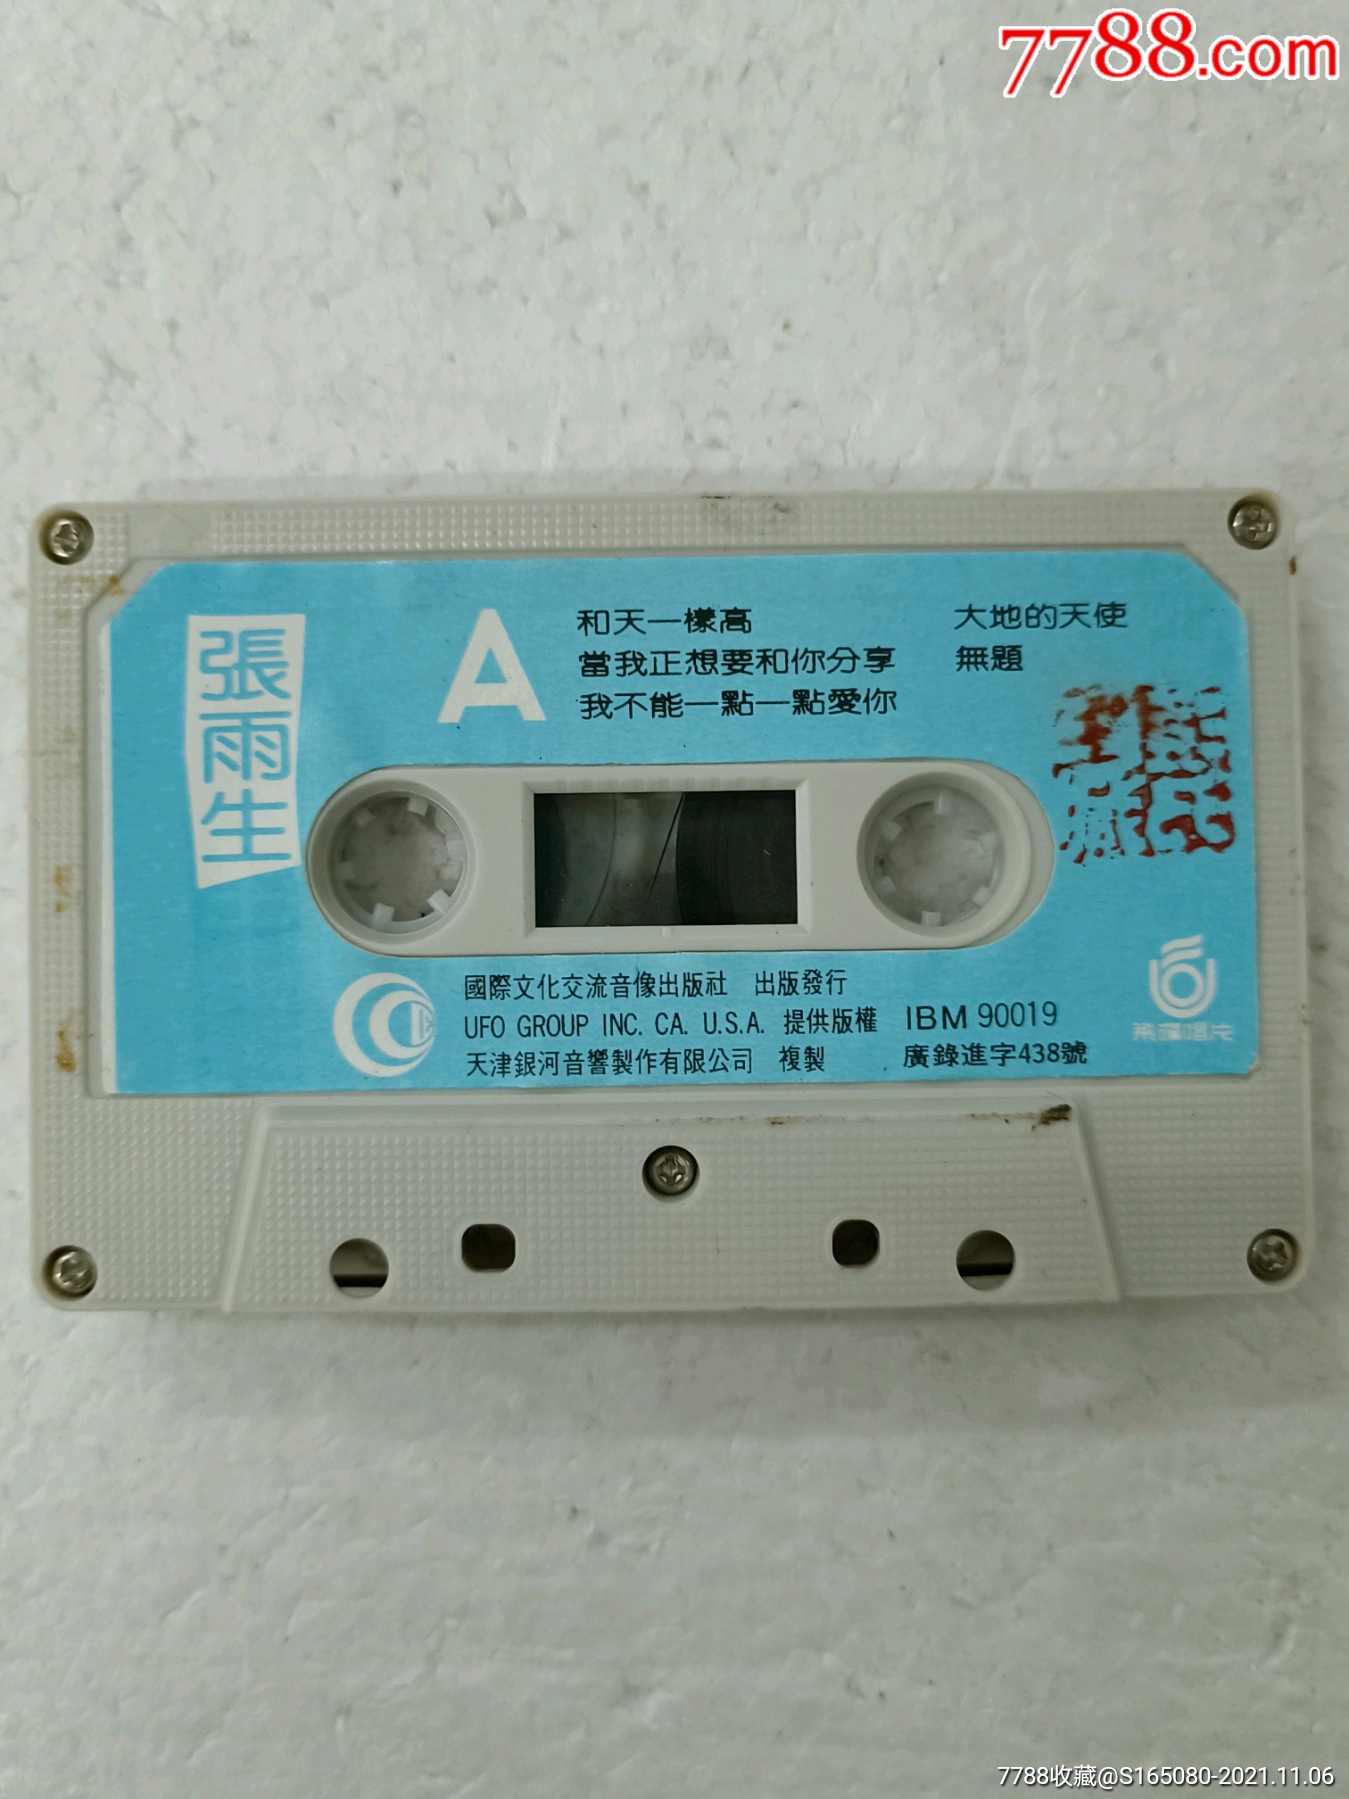 7788.com
張雨生
A
和天一樣高
當我正想要和你分享
我不能一點一點愛你
大地的天使
無題
國際文化交流音像出版社 出版發行
UFO GROUP INC. CA. U.S.A. 提供版權
天津銀河音響製作有限公司 複製
IBM 90019
廣錄進字438號
飛碟唱片
7788收藏@S165080-2021.11.06